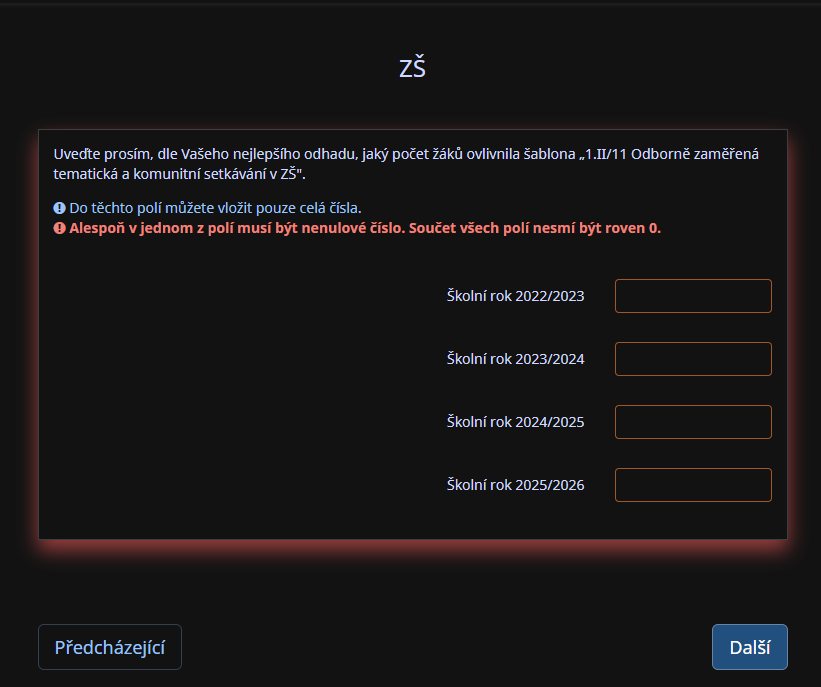 ZŠ
Uveďte prosím, dle Vašeho nejlepšího odhadu, jaký počet žáků ovlivnila šablona „1.II/11 Odborně zaměřená
tematická a komunitní setkávání v ZŠ".
Do těchto polí můžete vložit pouze celá čísla.
Alespoň v jednom z polí musí být nenulové číslo. Součet všech polí nesmí být roven 0.
Školní rok 2022/2023
Školní rok 2023/2024
Školní rok 2024/2025
Školní rok 2025/2026
Předcházející
Další